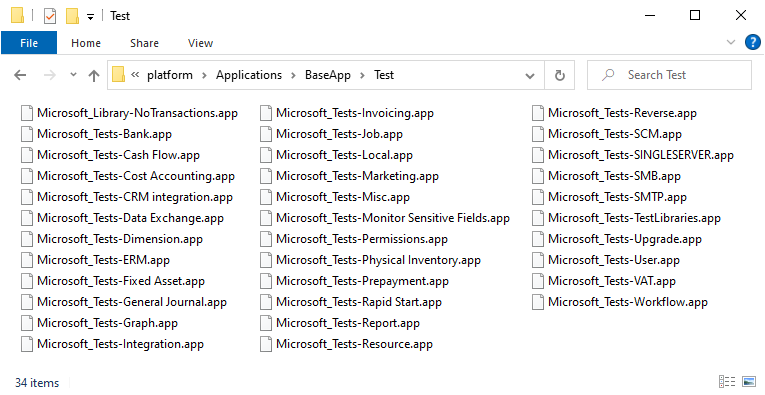 Test
File Home Share View
platform Applications BaseApp Test Search Test
Microsoft_Library-NoTransactions.app
Microsoft_Tests-Bank.app
Microsoft_Tests-Cash Flow.app
Microsoft_Tests-Cost Accounting.app
Microsoft_Tests-CRM integration.app
Microsoft_Tests-Data Exchange.app
Microsoft_Tests-Dimension.app
Microsoft_Tests-ERM.app
Microsoft_Tests-Fixed Asset.app
Microsoft_Tests-General Journal.app
Microsoft_Tests-Graph.app
Microsoft_Tests-Integration.app
Microsoft_Tests-Invoicing.app
Microsoft_Tests-Job.app
Microsoft_Tests-Local.app
Microsoft_Tests-Marketing.app
Microsoft_Tests-Misc.app
Microsoft_Tests-Monitor Sensitive Fields.app
Microsoft_Tests-Permissions.app
Microsoft_Tests-Physical Inventory.app
Microsoft_Tests-Prepayment.app
Microsoft_Tests-Rapid Start.app
Microsoft_Tests-Report.app
Microsoft_Tests-Resource.app
Microsoft_Tests-Reverse.app
Microsoft_Tests-SCM.app
Microsoft_Tests-SINGLESERVER.app
Microsoft_Tests-SMB.app
Microsoft_Tests-SMTP.app
Microsoft_Tests-TestLibraries.app
Microsoft_Tests-Upgrade.app
Microsoft_Tests-User.app
Microsoft_Tests-VAT.app
Microsoft_Tests-Workflow.app
34 items